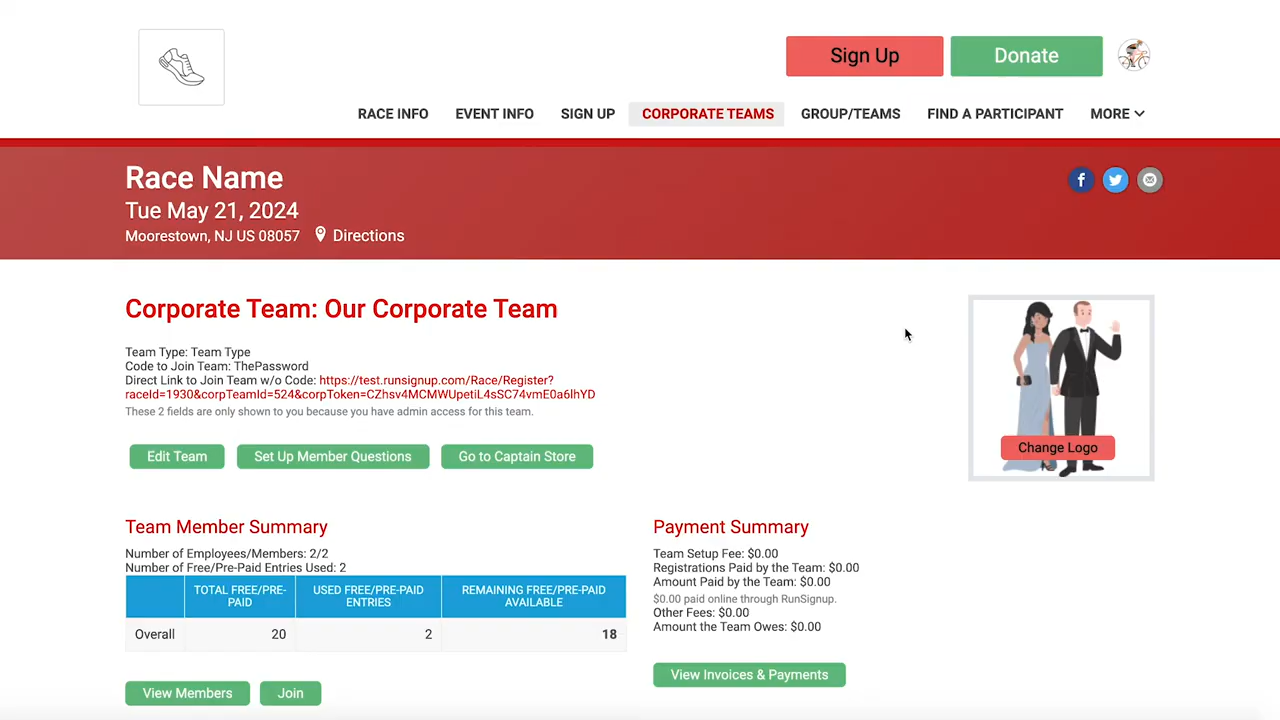 Sign Up
Donate
RACE INFO
EVENT INFO
SIGN UP
CORPORATE TEAMS
GROUP/TEAMS
FIND A PARTICIPANT
MORE
Race Name
Tue May 21, 2024
Moorestown, NJ US 08057
Directions
Corporate Team: Our Corporate Team
Team Type: Team Type
Code to Join Team: ThePassword
Direct Link to Join Team w/o Code: https://test.runsignup.com/Race/Register?
raceId=1930&corpTeamId=524&corpToken=CZhsv4MCMWUpetiL4sSC74vmE0a6lhYD
These 2 fields are only shown to you because you have admin access for this team.
Edit Team
Set Up Member Questions
Go to Captain Store
Change Logo
Team Member Summary
Number of Employees/Members: 2/2
Number of Free/Pre-Paid Entries Used: 2
TOTAL FREE/PRE-
PAID
USED FREE/PRE-PAID
ENTRIES
REMAINING FREE/PRE-PAID
AVAILABLE
Overall
20
2
18
View Members
Join
Payment Summary
Team Setup Fee: $0.00
Registrations Paid by the Team: $0.00
Amount Paid by the Team: $0.00
$0.00 paid online through RunSignup.
Other Fees: $0.00
Amount the Team Owes: $0.00
View Invoices & Payments